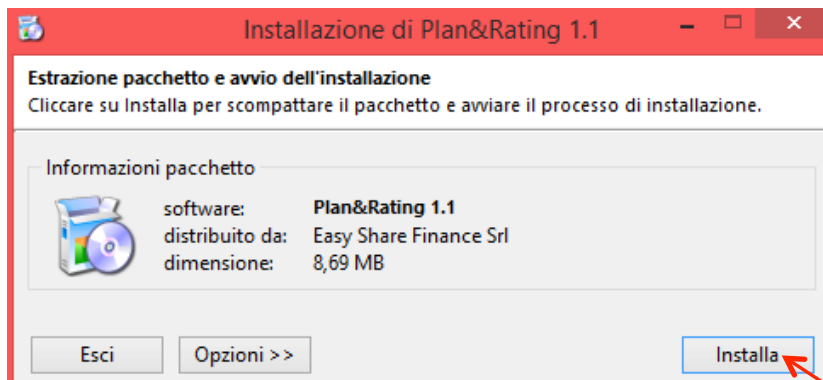 Installazione di Plan&Rating 1.1
Estrazione pacchetto e avvio dell'installazione
Cliccare su Installa per scompattare il pacchetto e avviare il processo di installazione.
Informazioni pacchetto
software: Plan&Rating 1.1
distribuito da: Easy Share Finance Srl
dimensione: 8,69 MB
Esci Opzioni >> Installa